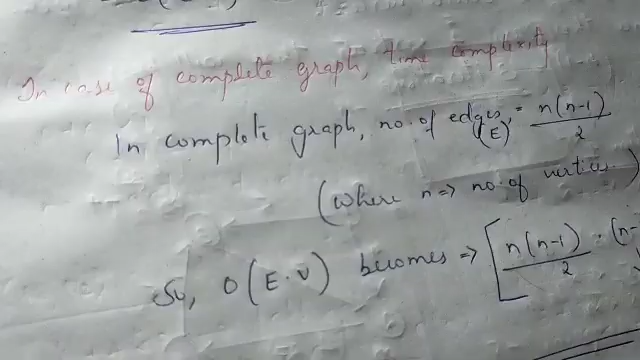 In case of complete graph, time complexity
In complete graph, no. of edges (E) = n(n-1)/2
(where n => no of vertices)
So, O(E.V) becomes => [n(n-1)/2 . (n-